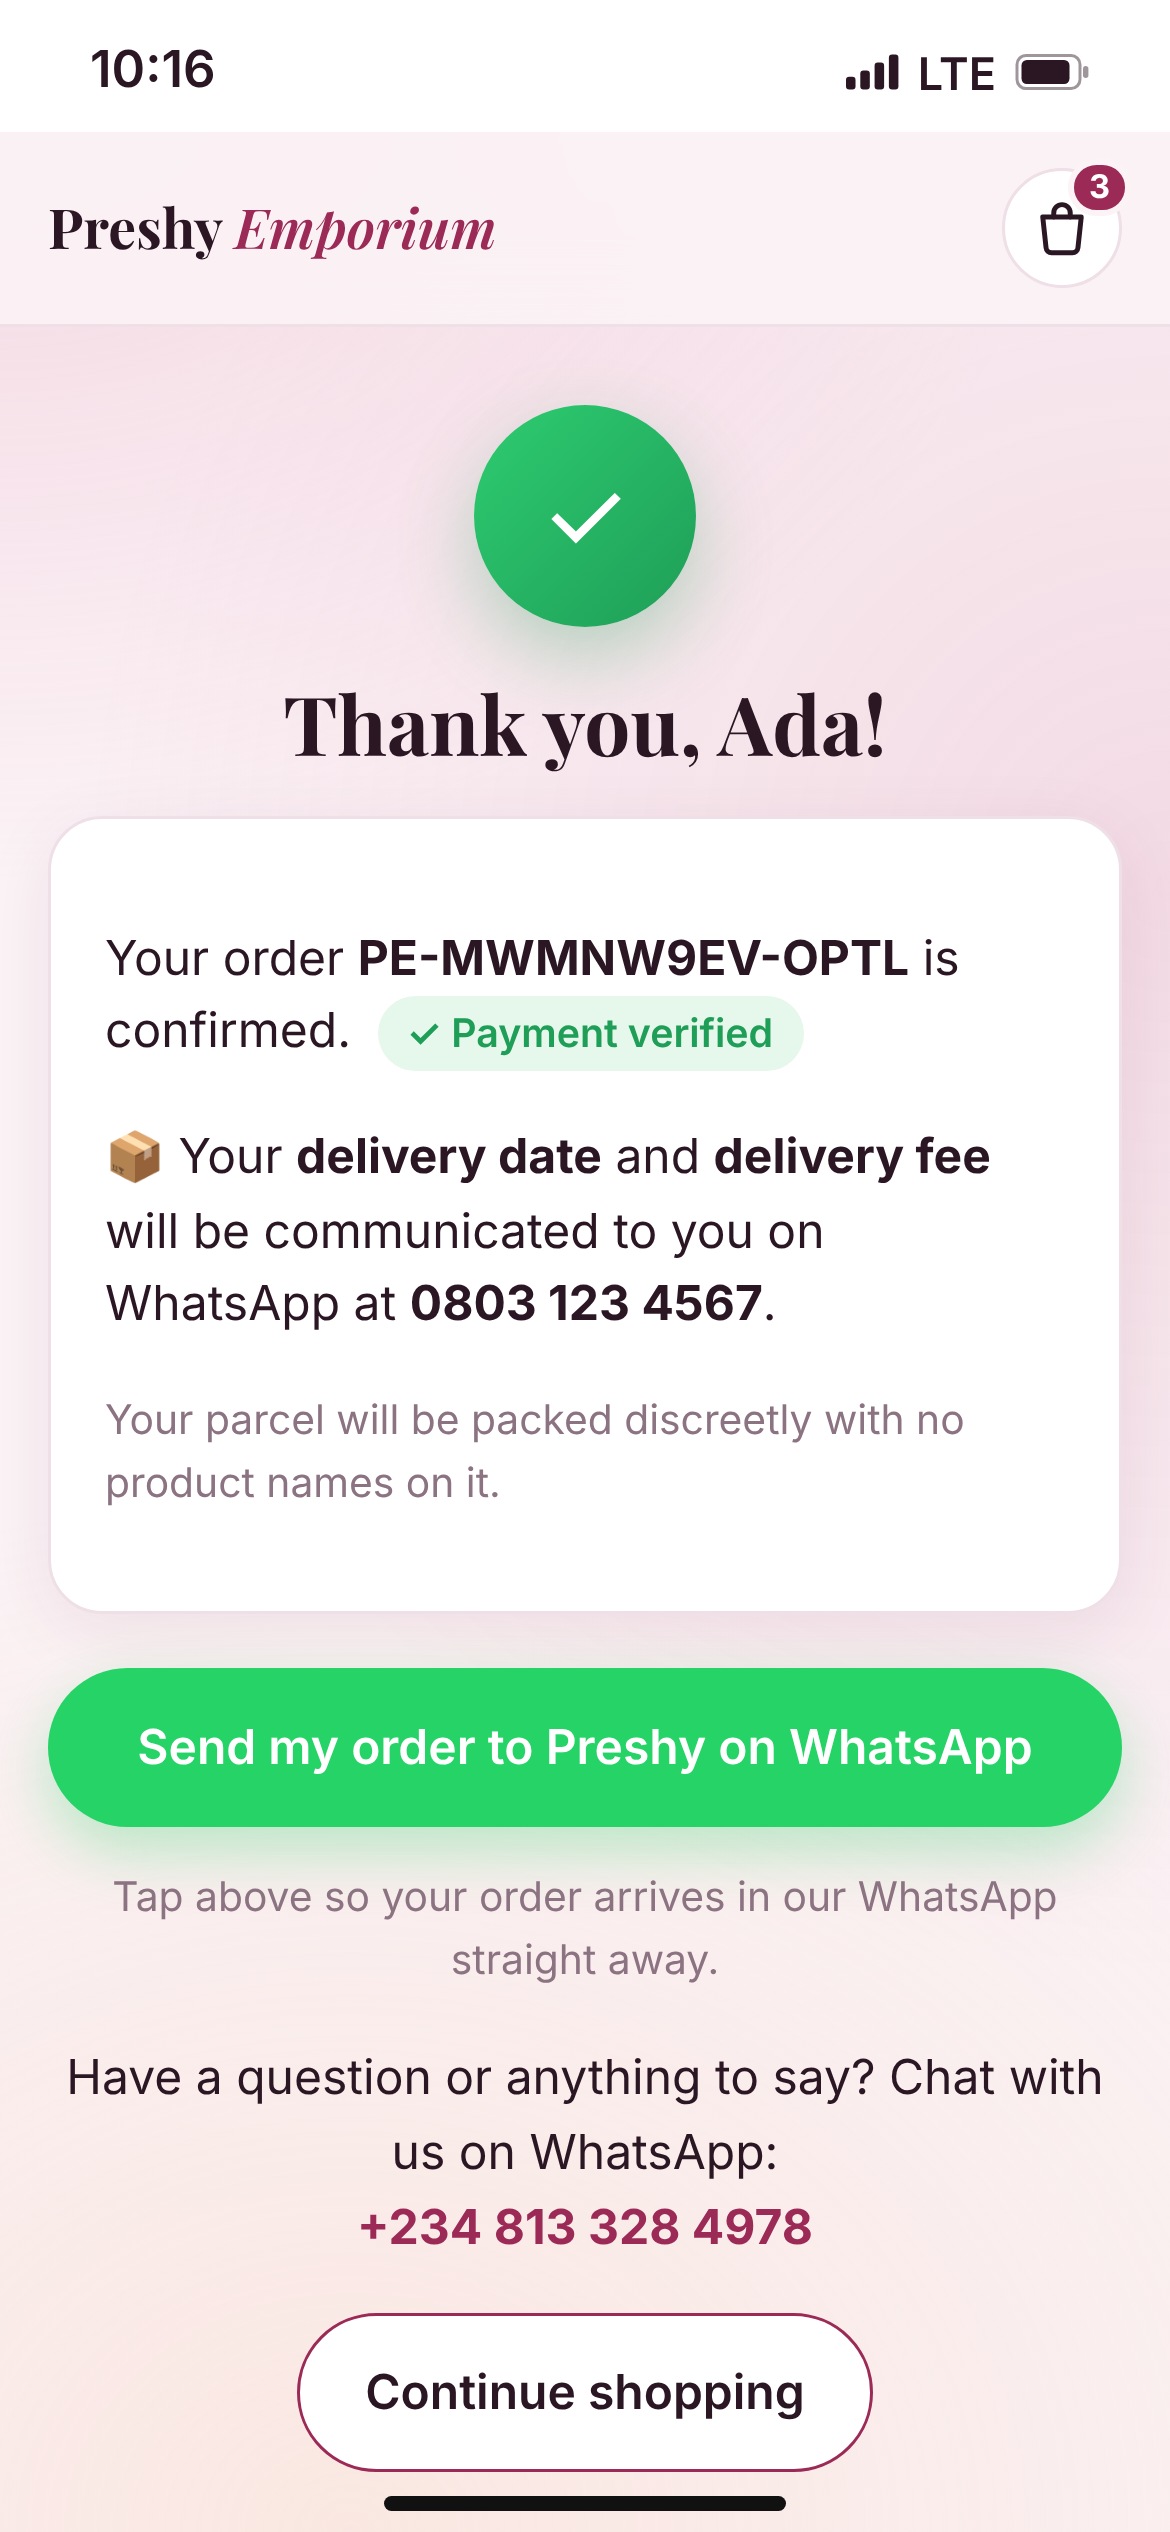 10:16
LTE
Preshy Emporium
3
Thank you, Ada!
Your order PE-MWMNW9EV-OPTL is
confirmed. ✓ Payment verified
📦 Your delivery date and delivery fee
will be communicated to you on
WhatsApp at 0803 123 4567.
Your parcel will be packed discreetly with no
product names on it.
Send my order to Preshy on WhatsApp
Tap above so your order arrives in our WhatsApp
straight away.
Have a question or anything to say? Chat with
us on WhatsApp:
+234 813 328 4978
Continue shopping